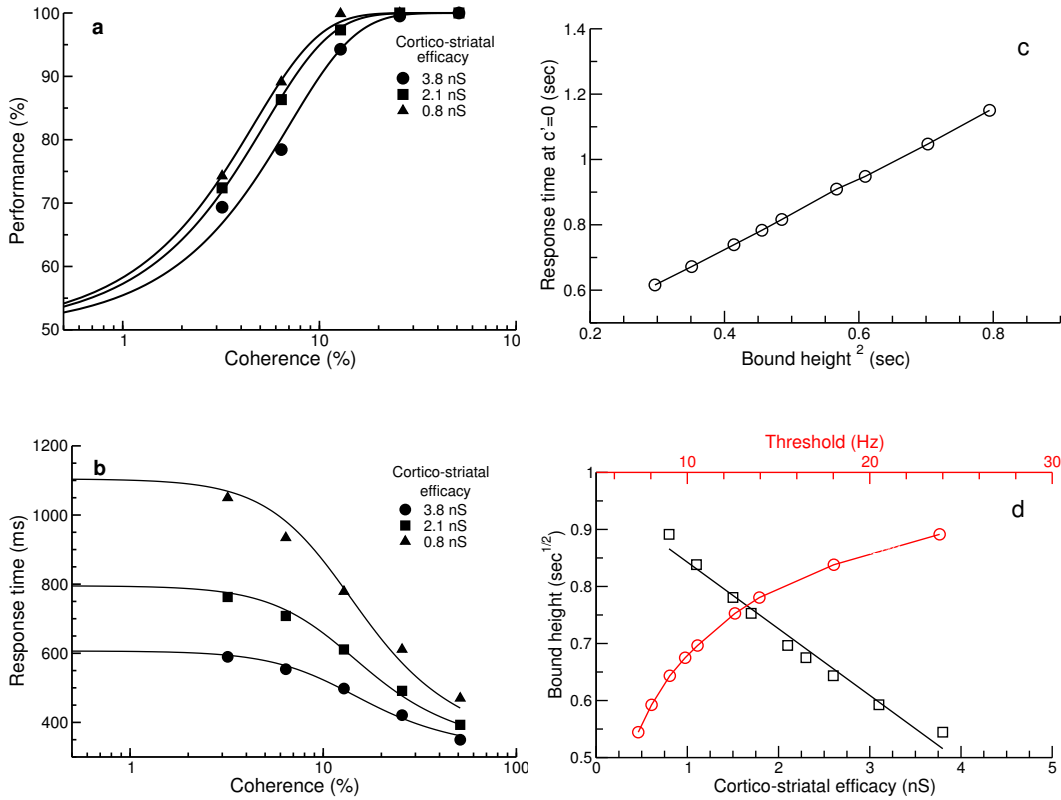 a
Cortico-striatal
efficacy
3.8 nS
2.1 nS
0.8 nS
Performance (%)
100
90
80
70
60
50
1
10
10
Coherence (%)
c
Response time at c'=0 (sec)
1.4
1.2
1
0.8
0.6
0.2
0.4
0.6
0.8
Bound height 2 (sec)
b
Cortico-striatal
efficacy
3.8 nS
2.1 nS
0.8 nS
Response time (ms)
1200
1000
800
600
400
1
10
100
Coherence (%)
Threshold (Hz)
10
20
30
d
Bound height (sec1/2)
1
0.9
0.8
0.7
0.6
0.5
0
1
2
3
4
5
Cortico-striatal efficacy (nS)